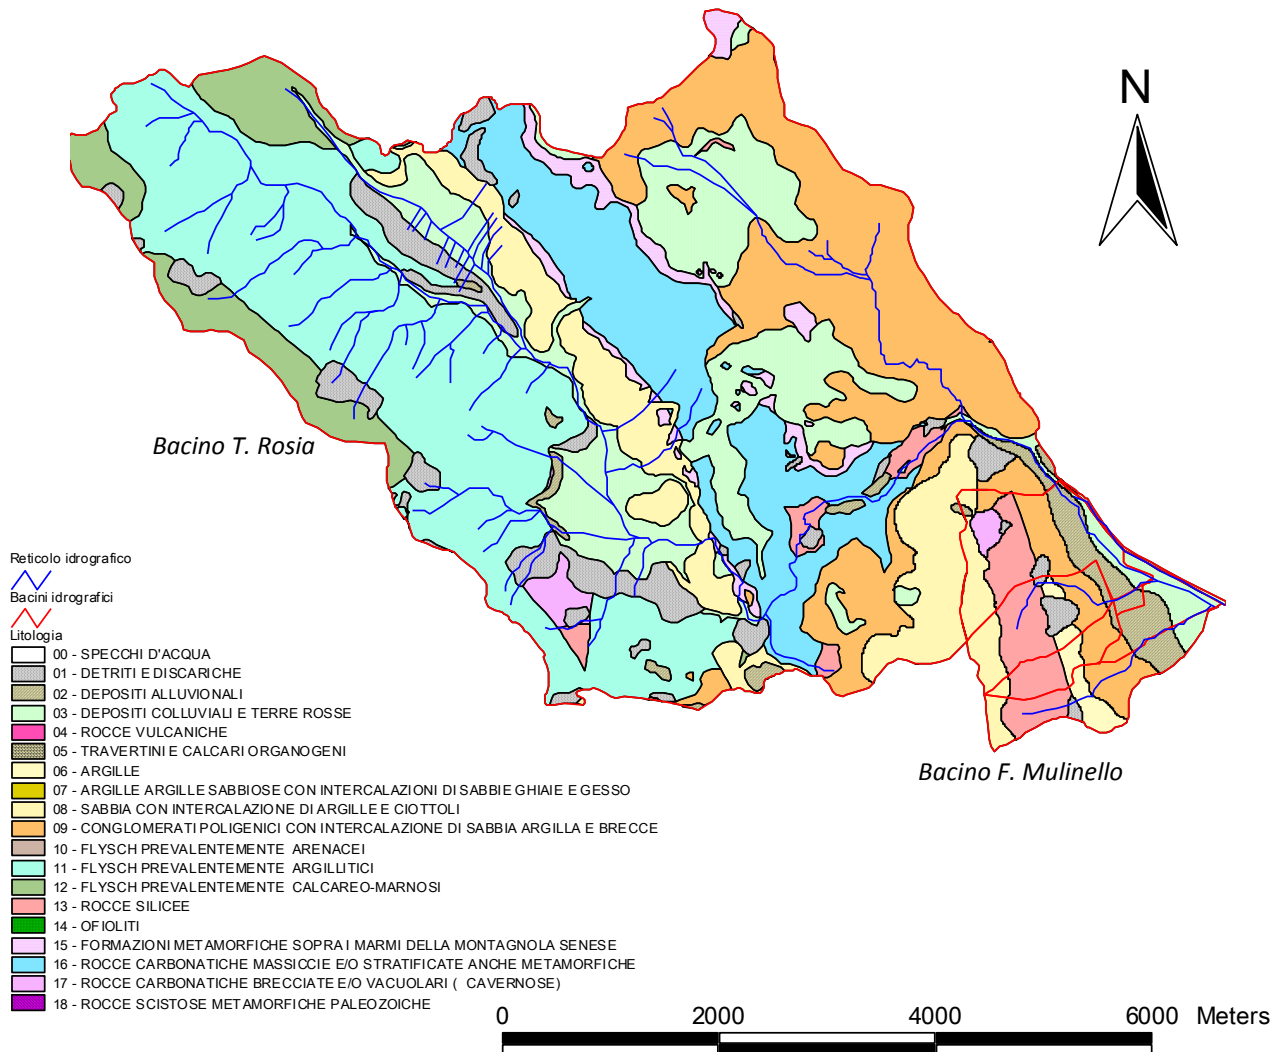 N
Bacino T. Rosia
Bacino F. Mulinello
Reticolo idrografico
Bacini idrografici
Litologia
00 - SPECCHI D'ACQUA
01 - DETRITI E DISCARICHE
02 - DEPOSITI ALLUVIONALI
03 - DEPOSITI COLLUVIALI E TERRE ROSSE
04 - ROCCE VULCANICHE
05 - TRAVERTINI E CALCARI ORGANOGENI
06 - ARGILLE
07 - ARGILLE ARGILLE SABBIOSE CON INTERCALAZIONI DI SABBIE GHIAIE E GESSO
08 - SABBIA CON INTERCALAZIONE DI ARGILLE E CIOTTOLI
09 - CONGLOMERATI POLIGENICI CON INTERCALAZIONE DI SABBIA ARGILLA E BRECCE
10 - FLYSCH PREVALENTEMENTE ARENACEI
11 - FLYSCH PREVALENTEMENTE ARGILLITICI
12 - FLYSCH PREVALENTEMENTE CALCAREO-MARNOSI
13 - ROCCE SILICEE
14 - OFIOLITI
15 - FORMAZIONI METAMORFICHE SOPRA I MARMI DELLA MONTAGNOLA SENESE
16 - ROCCE CARBONATICHE MASSICCIE E/O STRATIFICATE ANCHE METAMORFICHE
17 - ROCCE CARBONATICHE BRECCIATE E/O VACUOLARI ( CAVERNOSE)
18 - ROCCE SCISTOSE METAMORFICHE PALEOZOICHE
0 2000 4000 6000 Meters